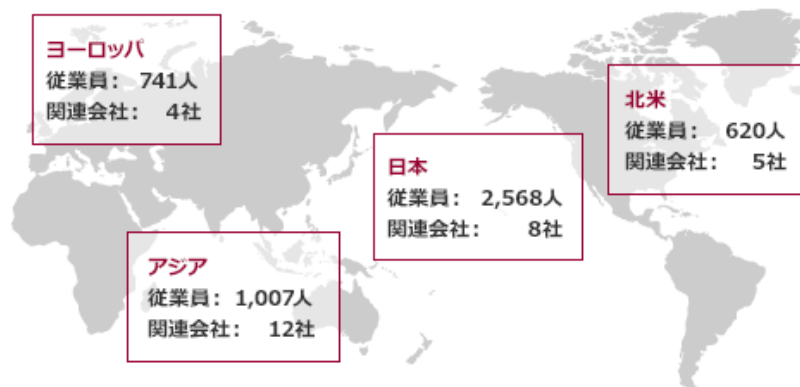 ヨーロッパ
従業員： 741人
関連会社： 4社
北米
従業員： 620人
関連会社： 5社
日本
従業員： 2,568人
関連会社： 8社
アジア
従業員： 1,007人
関連会社： 12社